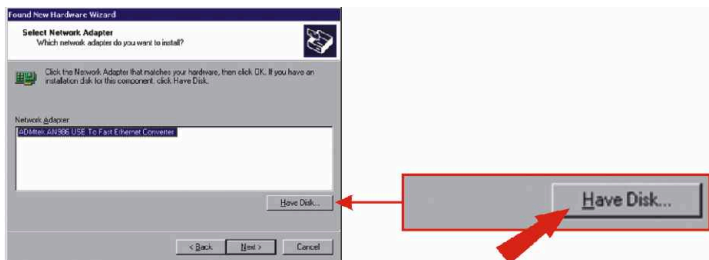 Found New Hardware Wizard
Select Network Adapter
Which network adapter do you want to install?
Click the Network Adapter that matches your hardware, then click OK. If you have an
installation disk for this component, click Have Disk.
Network Adapter
ADMtek AN986 USB To Fast Ethernet Converter
Have Disk...
< Back
Next >
Cancel
Have Disk...